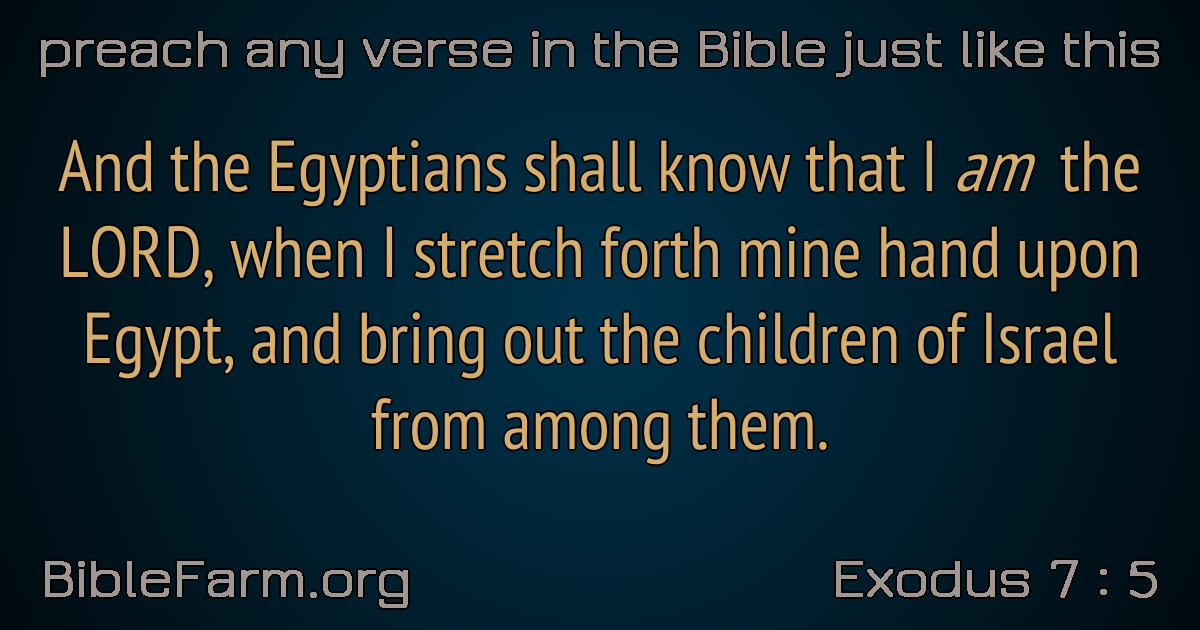 preach any verse in the Bible just like this
And the Egyptians shall know that I am the
LORD, when I stretch forth mine hand upon
Egypt, and bring out the children of Israel
from among them.
BibleFarm.org
Exodus 7 : 5